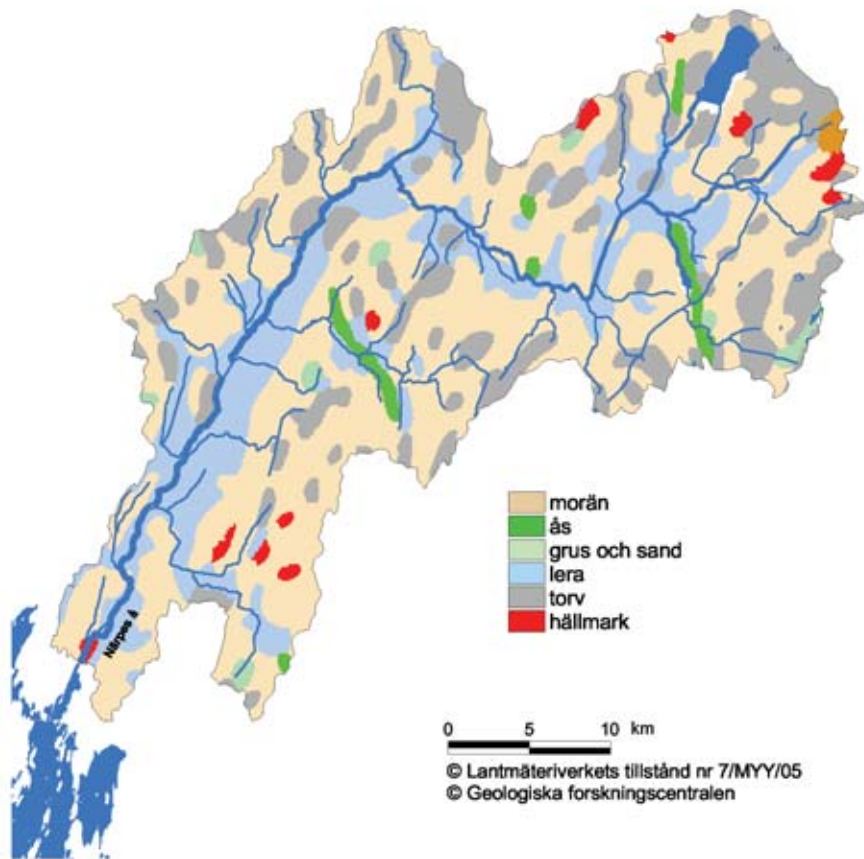 morän
ås
grus och sand
lera
torv
hällmark
Närpes å
0 5 10 km
© Lantmäteriverkets tillstånd nr 7/MYY/05
© Geologiska forskningscentralen